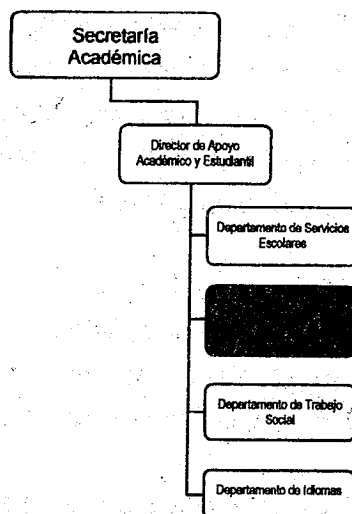 Secretaría
Académica
Director de Apoyo
Académico y Estudiantil
Departamento de Servicios
Escolares
Departamento de Trabajo
Social
Departamento de Idiomas